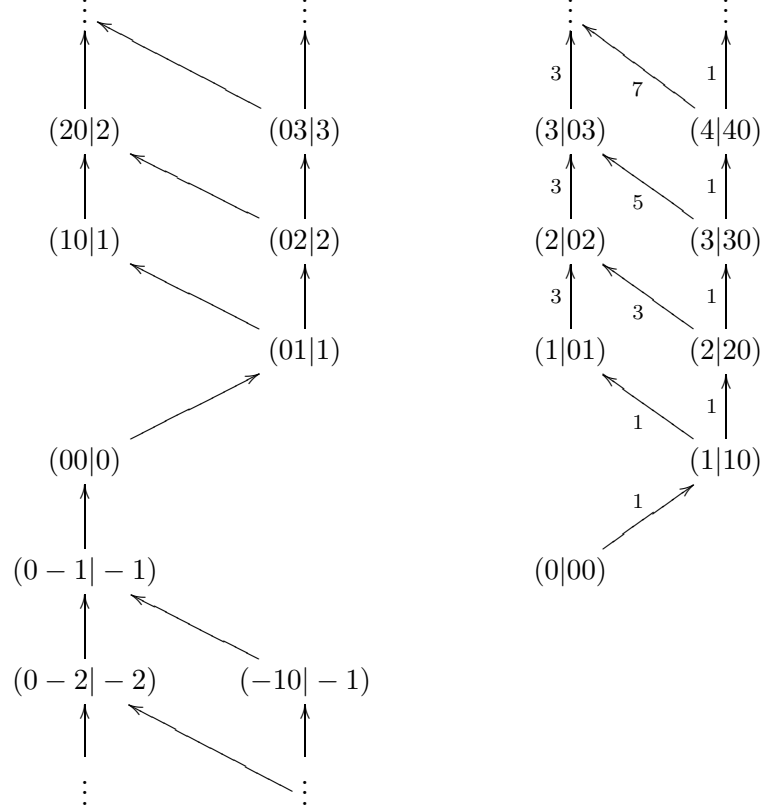 ⋮ ⋮ ⋮ ⋮
3 7 1
(20|2) (03|3) (3|03) (4|40)
3 5 1
(10|1) (02|2) (2|02) (3|30)
3 3 1
(01|1) (1|01) (2|20)
1 1
(00|0) (1|10)
1
(0 − 1| − 1) (0|00)
(0 − 2| − 2) (−10| − 1)
⋮ ⋮